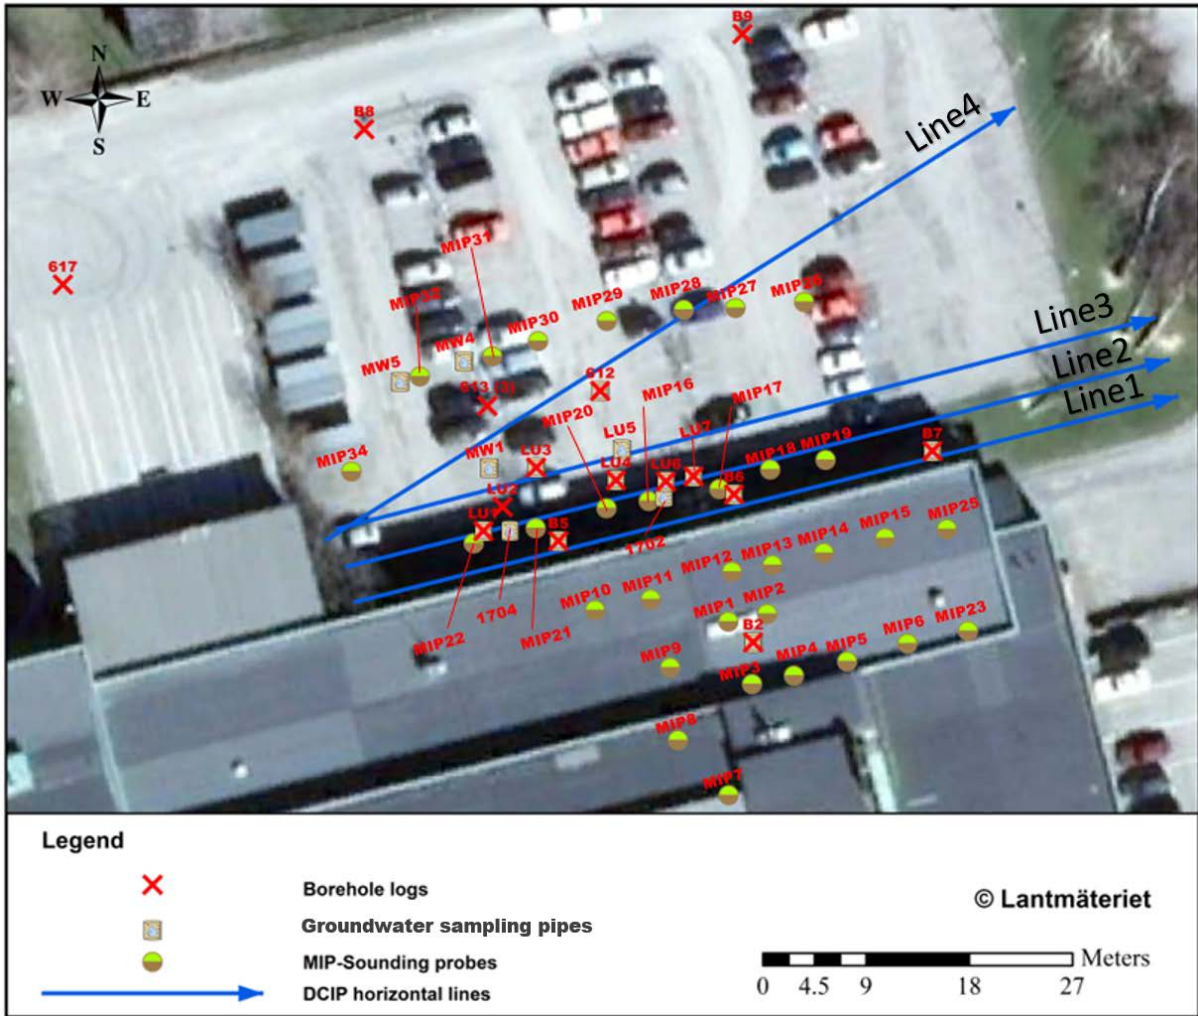 B9
N
W E
S
B8
Line4
617
MIP31
MIP32
MIP29
MIP28
MIP27
MIP26
MIP30
MW4
MW5
Line3
Line2
Line1
613 (3)
612
MIP16
MIP17
MIP20
LU5
LU7
MIP34
MW1
LU3
LU4
LU6
MIP18
MIP19
B7
B6
LU2
LU1
B5
1702
MIP15
MIP25
MIP14
MIP13
MIP12
MIP11
MIP10
1704
MIP22
MIP21
MIP1
MIP2
B2
MIP6
MIP23
MIP9
MIP3
MIP4
MIP5
MIP8
MIP7
Legend
Borehole logs
Groundwater sampling pipes
MIP-Sounding probes
DCIP horizontal lines
© Lantmäteriet
Meters
0 4.5 9 18 27